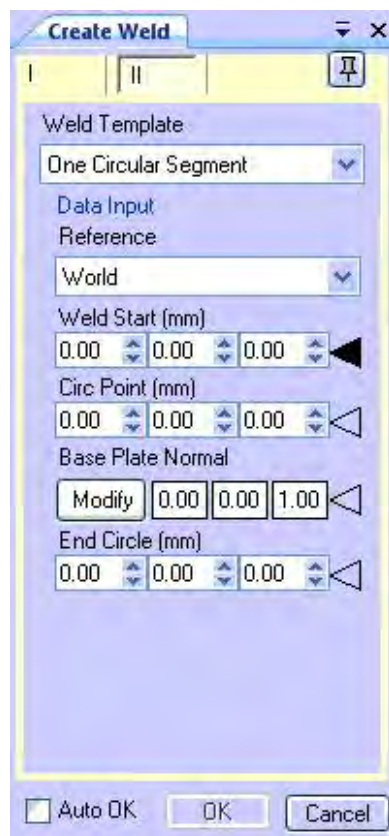 Create Weld
I II
Weld Template
One Circular Segment
Data Input
Reference
World
Weld Start (mm)
0.00 0.00 0.00
Circ Point (mm)
0.00 0.00 0.00
Base Plate Normal
Modify 0.00 0.00 1.00
End Circle (mm)
0.00 0.00 0.00
Auto OK OK Cancel